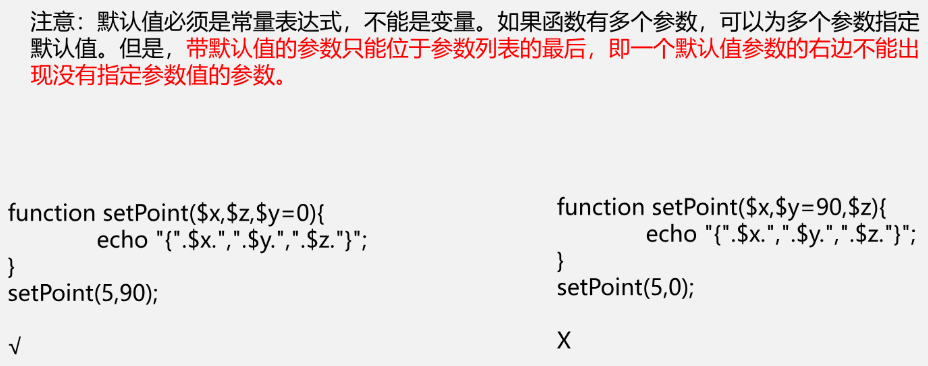 注意：默认值必须是常量表达式，不能是变量。如果函数有多个参数，可以为多个参数指定
默认值。但是，带默认值的参数只能位于参数列表的最后，即一个默认值参数的右边不能出
现没有指定参数值的参数。
function setPoint($x,$z,$y=0){
echo "{".$x.",".$y.",".$z."}";
}
setPoint(5,90);
√
function setPoint($x,$y=90,$z){
echo "{".$x.",".$y.",".$z."}";
}
setPoint(5,0);
X